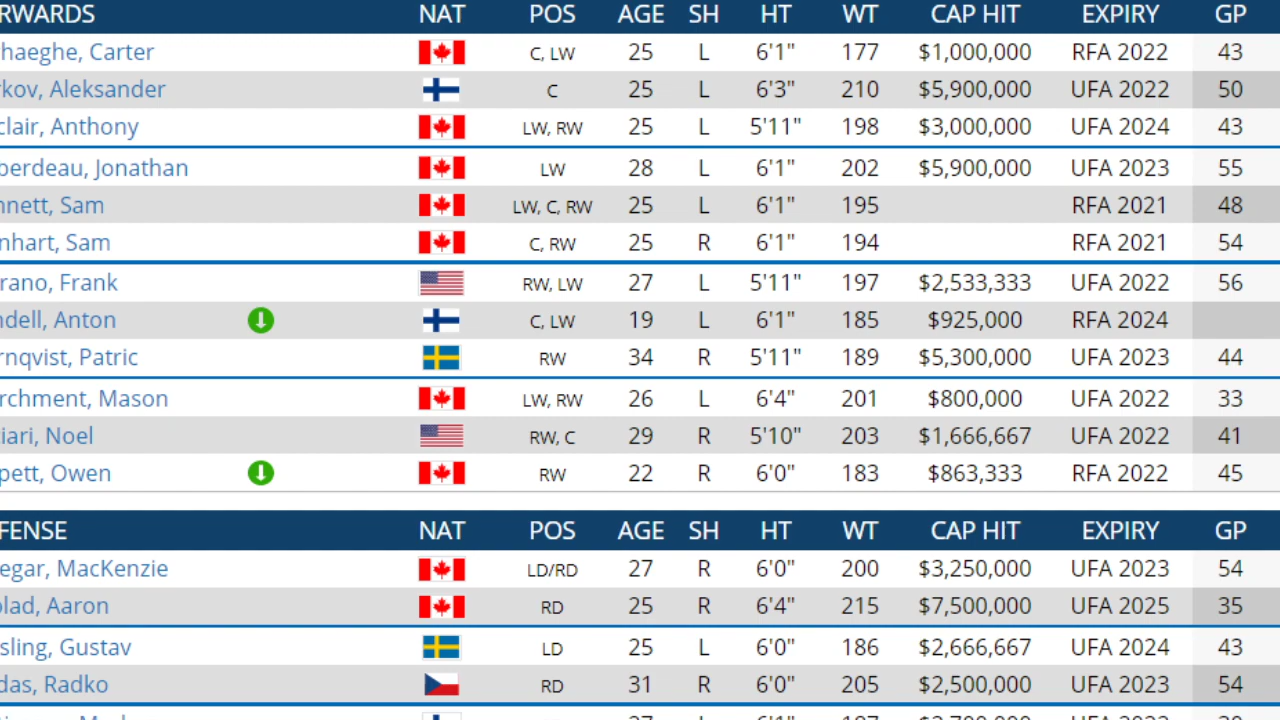 RWARDS NAT POS AGE SH HT WT CAP HIT EXPIRY GP
haeghe, Carter C, LW 25 L 6'1" 177 $1,000,000 RFA 2022 43
rkov, Aleksander C 25 L 6'3" 210 $5,900,000 UFA 2022 50
clair, Anthony LW, RW 25 L 5'11" 198 $3,000,000 UFA 2024 43
berdeau, Jonathan LW 28 L 6'1" 202 $5,900,000 UFA 2023 55
nnett, Sam LW, C, RW 25 L 6'1" 195 RFA 2021 48
nhart, Sam C, RW 25 R 6'1" 194 RFA 2021 54
rano, Frank RW, LW 27 L 5'11" 197 $2,533,333 UFA 2022 56
ndell, Anton C, LW 19 L 6'1" 185 $925,000 RFA 2024
rnqvist, Patric RW 34 R 5'11" 189 $5,300,000 UFA 2023 44
rchment, Mason LW, RW 26 L 6'4" 201 $800,000 UFA 2022 33
iari, Noel RW, C 29 R 5'10" 203 $1,666,667 UFA 2022 41
pett, Owen RW 22 R 6'0" 183 $863,333 RFA 2022 45
FENSE NAT POS AGE SH HT WT CAP HIT EXPIRY GP
egar, MacKenzie LD/RD 27 R 6'0" 200 $3,250,000 UFA 2023 54
blad, Aaron RD 25 R 6'4" 215 $7,500,000 UFA 2025 35
sling, Gustav LD 25 L 6'0" 186 $2,666,667 UFA 2024 43
das, Radko RD 31 R 6'0" 205 $2,500,000 UFA 2023 54